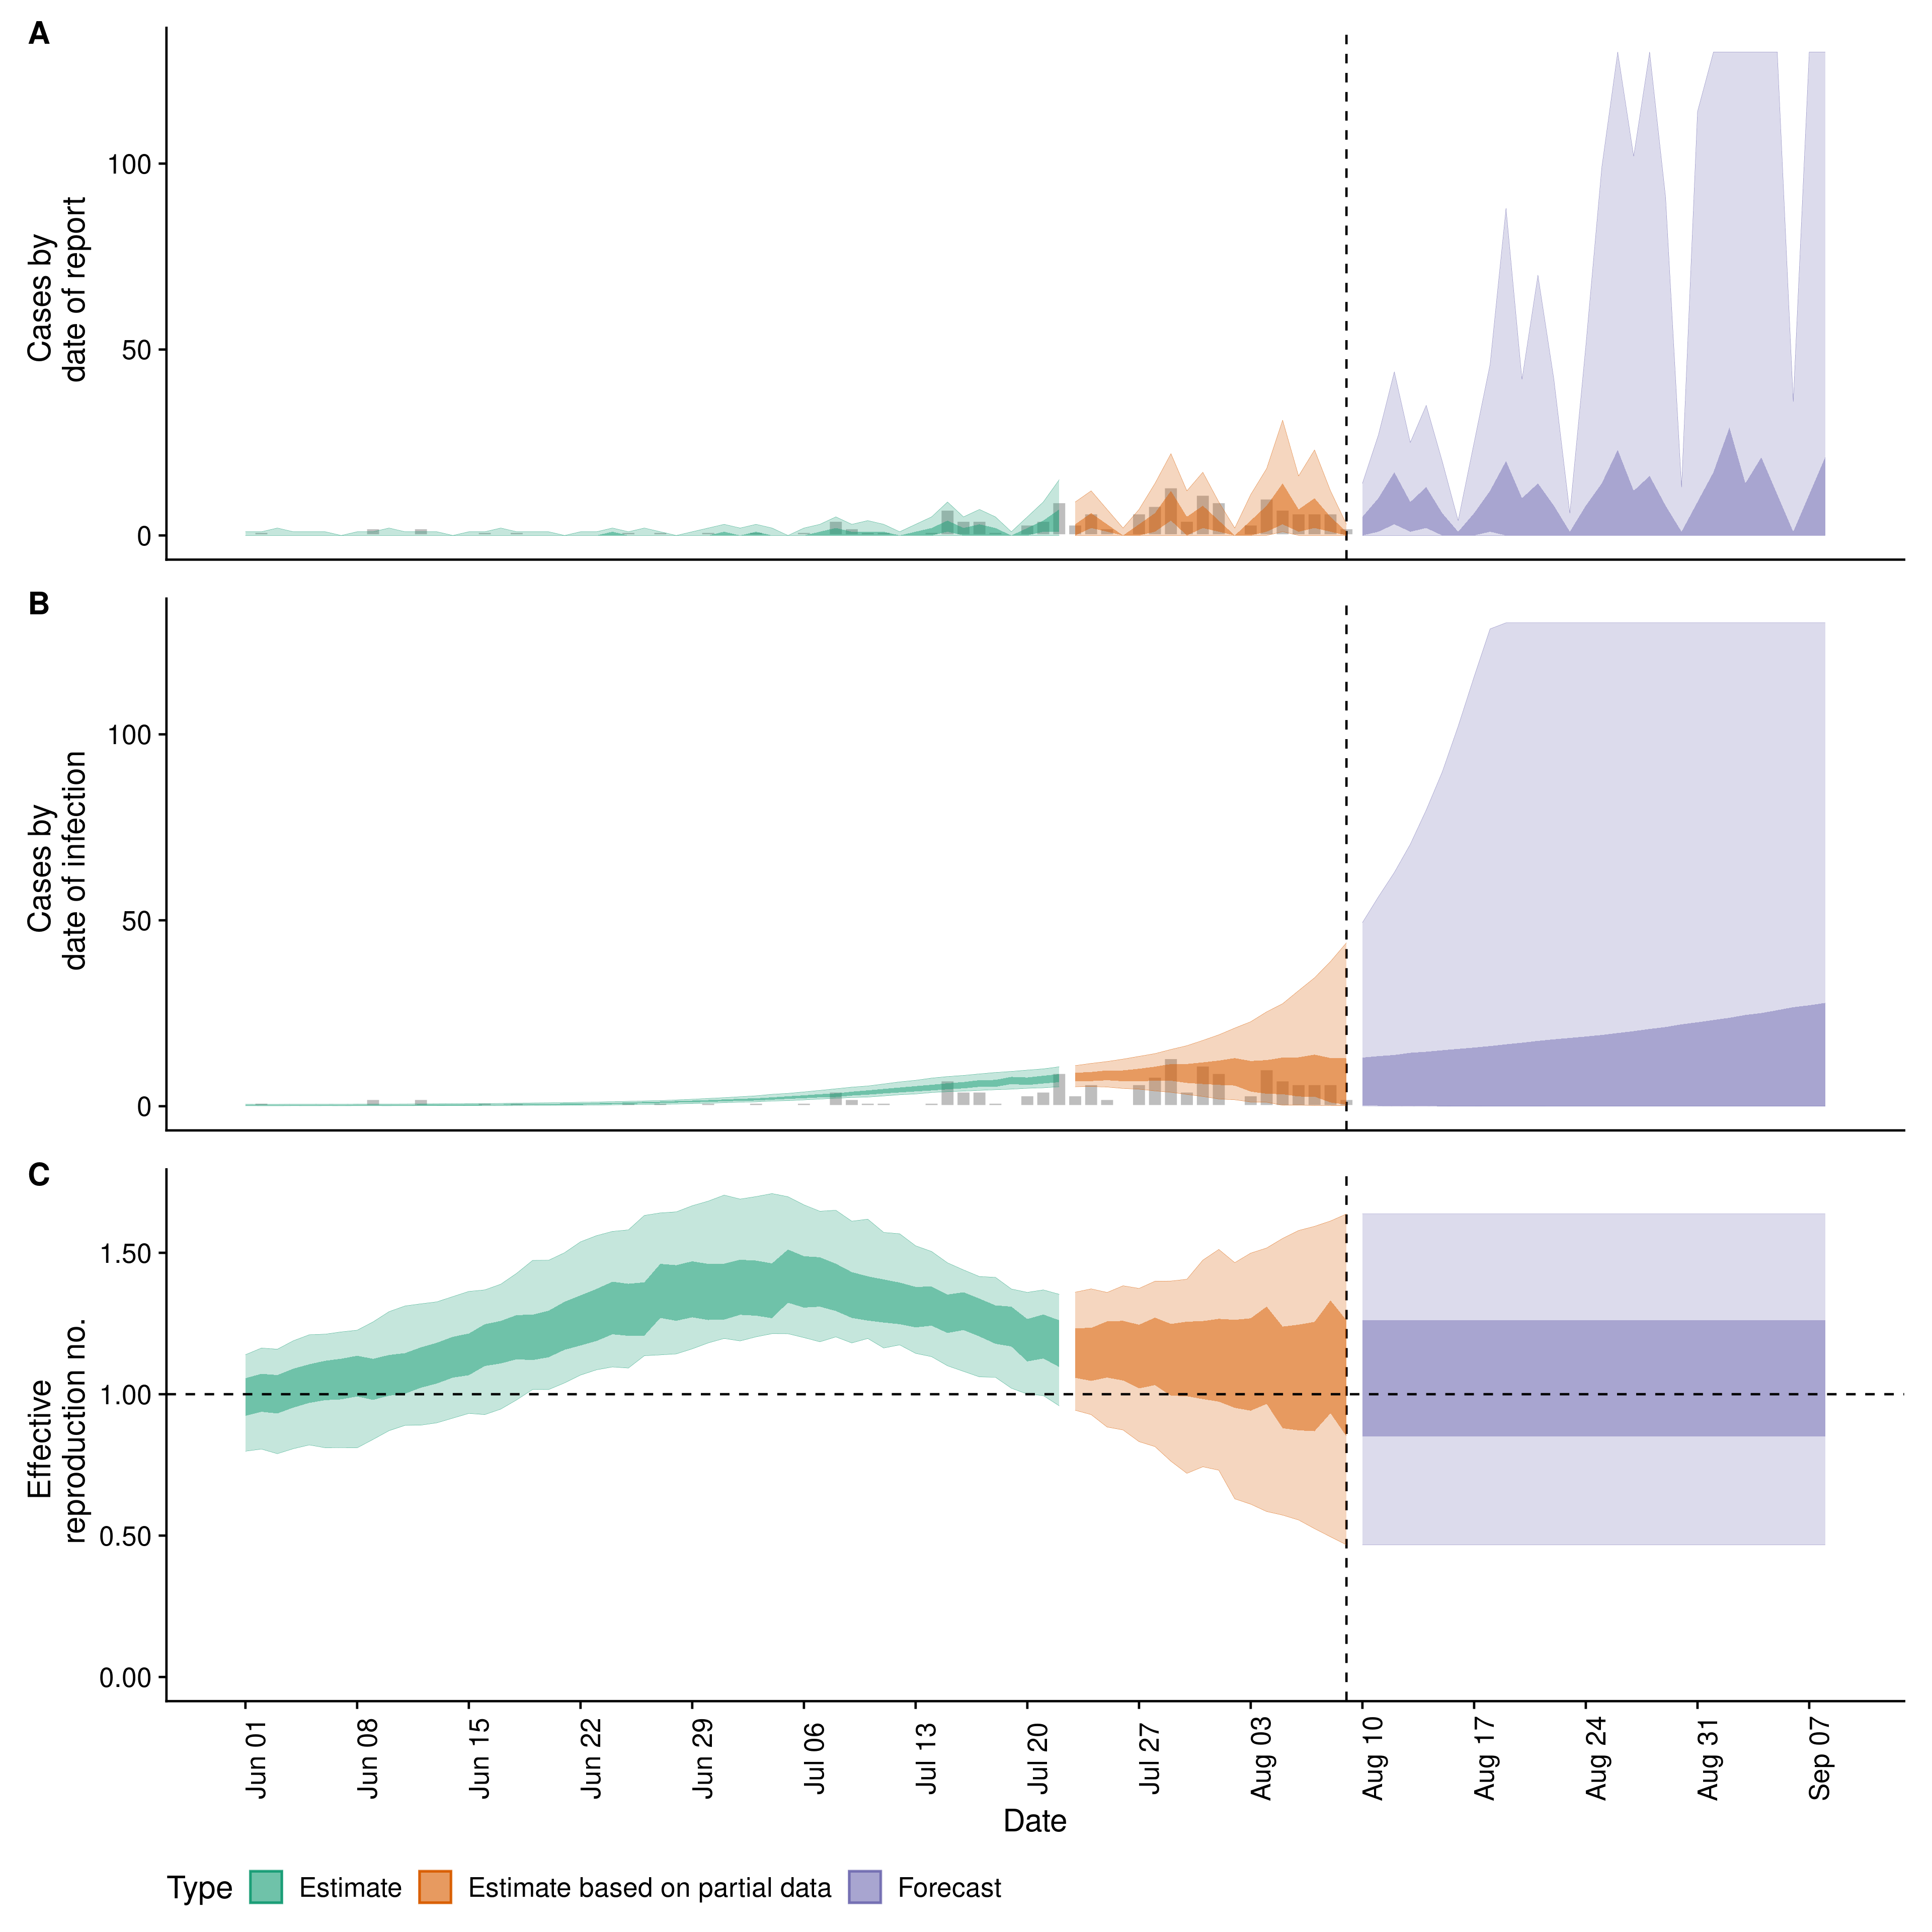 A
Cases by
date of report
100
50
0
B
Cases by
date of infection
100
50
0
C
Effective
reproduction no.
1.50
1.00
0.50
0.00
Jun 01
Jun 08
Jun 15
Jun 22
Jun 29
Jul 06
Jul 13
Jul 20
Jul 27
Aug 03
Aug 10
Aug 17
Aug 24
Aug 31
Sep 07
Date
Type Estimate Estimate based on partial data Forecast